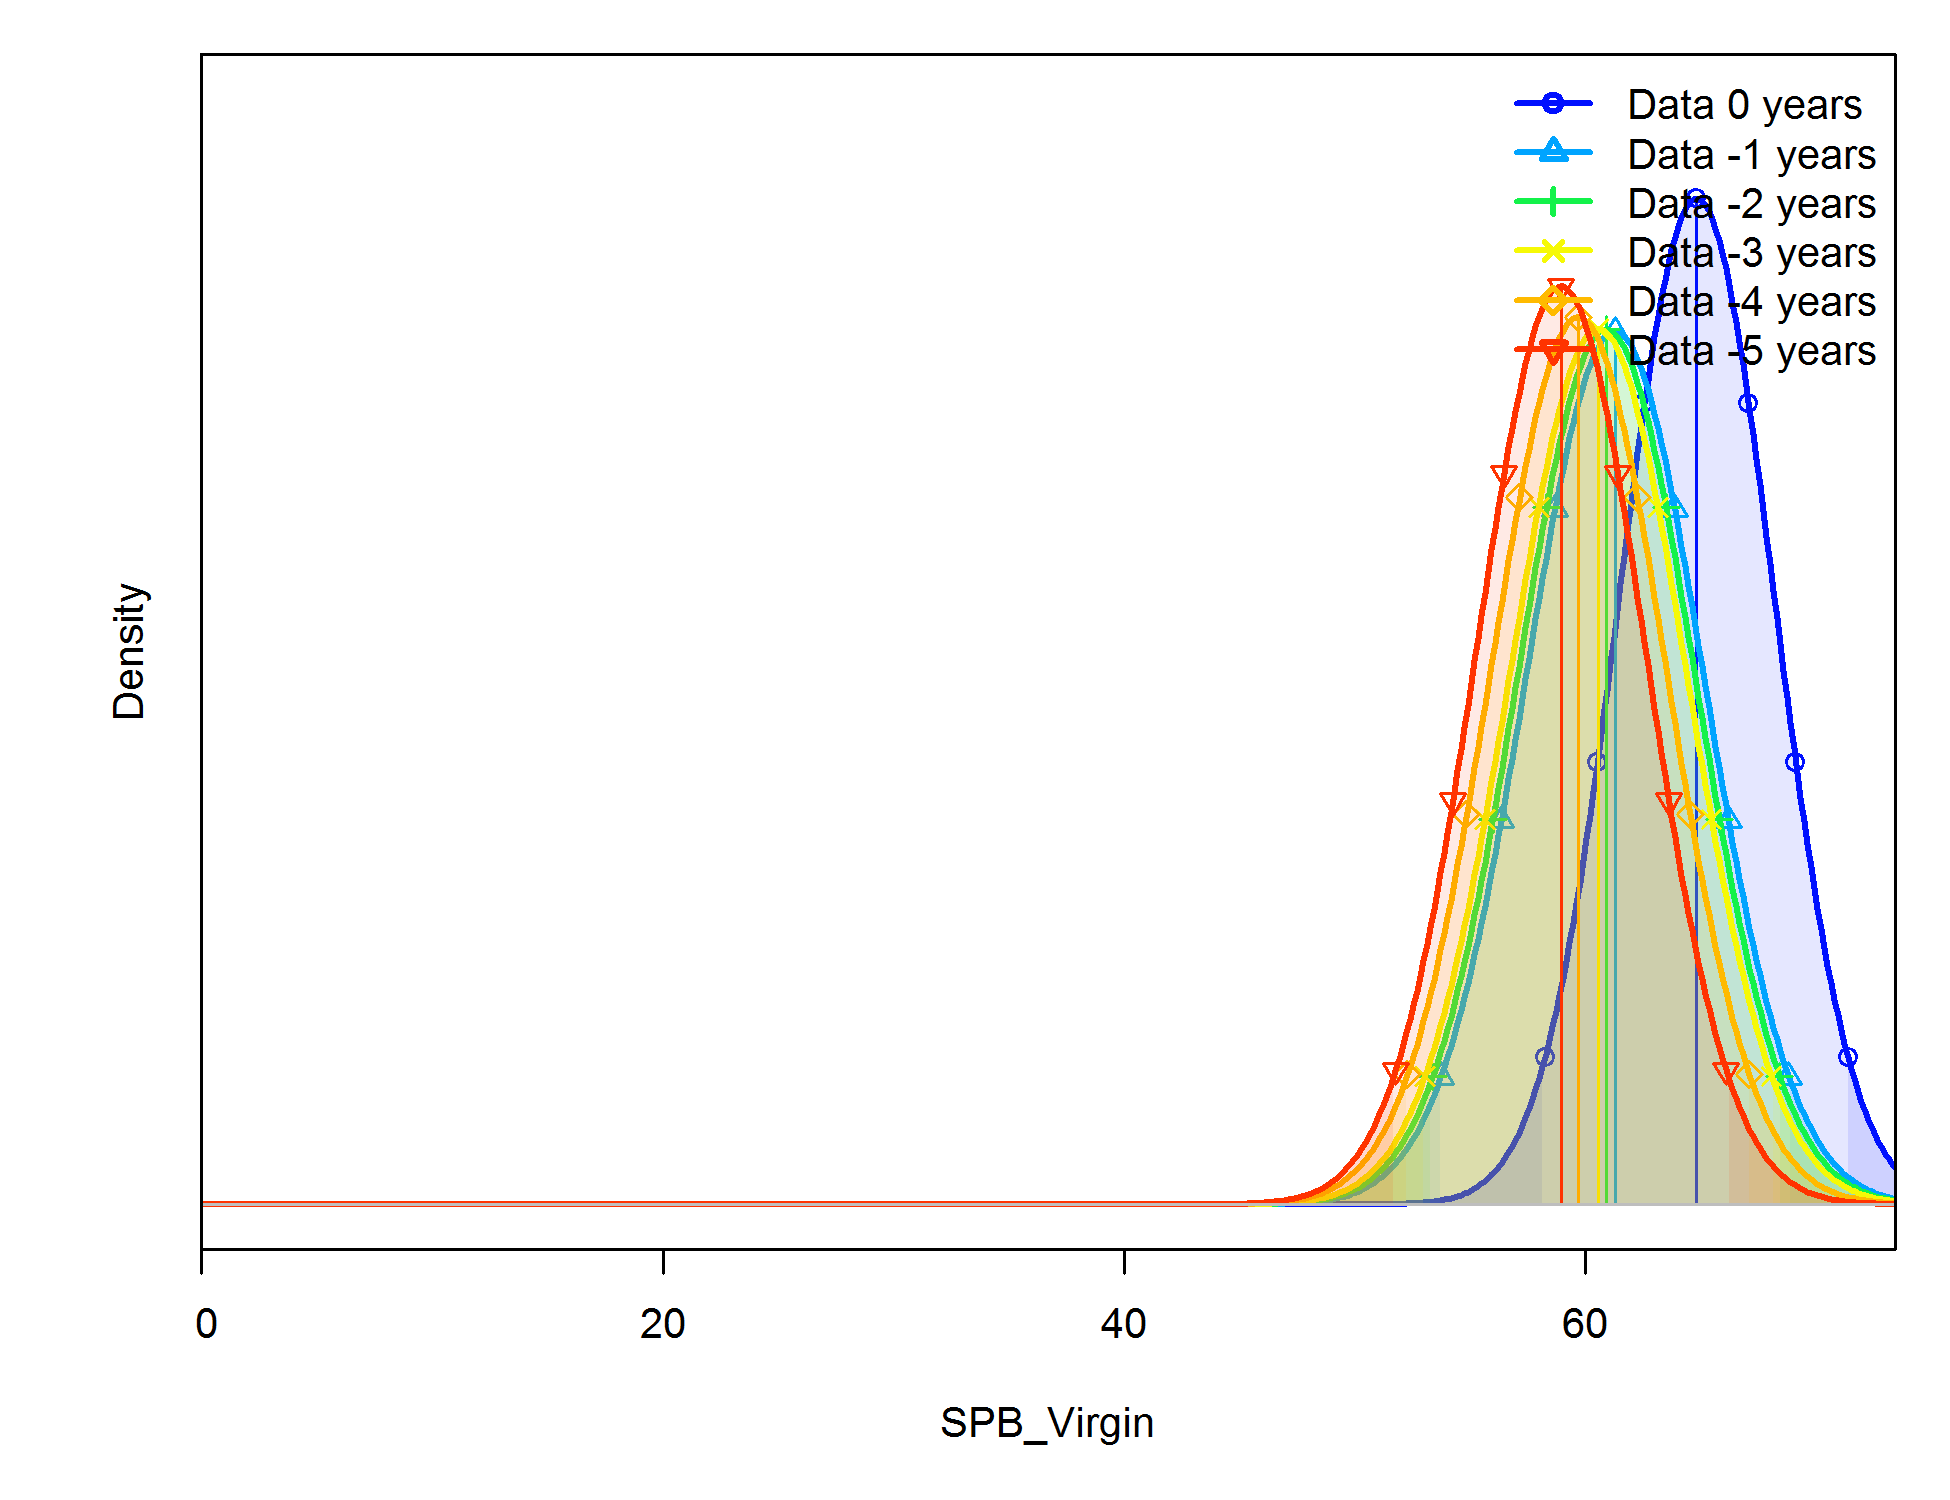 Data 0 years
Data -1 years
Data -2 years
Data -3 years
Data -4 years
Data -5 years
Density
0 20 40 60
SPB_Virgin